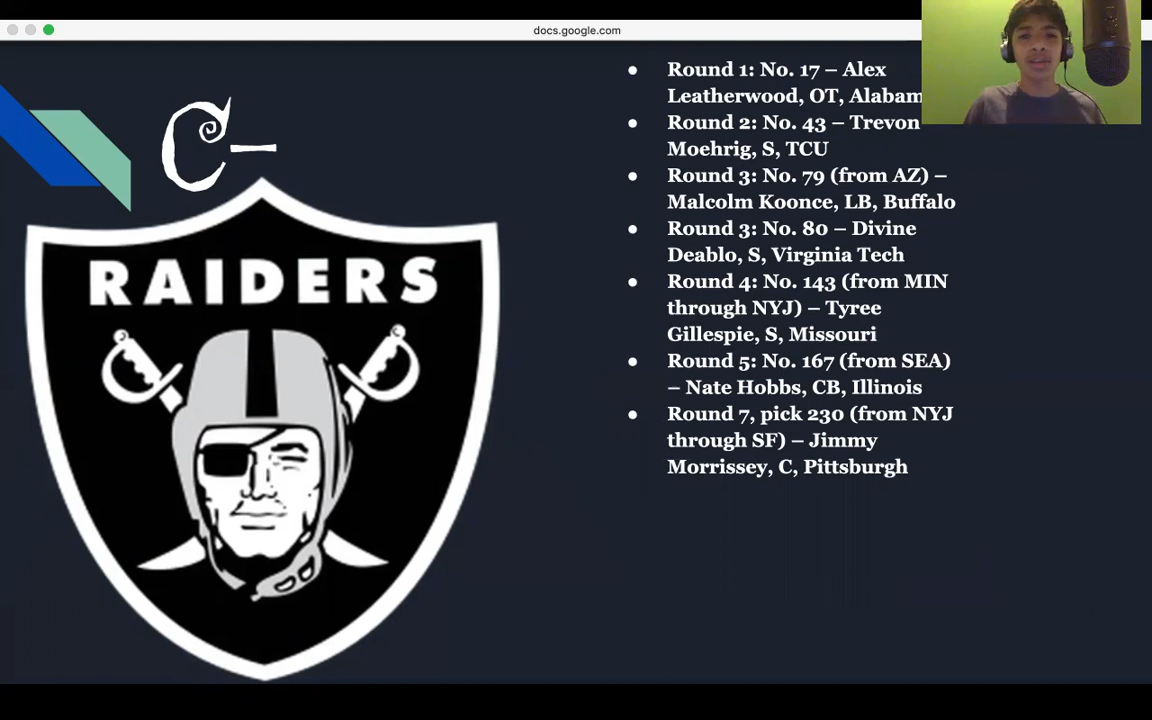 docs.google.com
C-
RAIDERS
● Round 1: No. 17 – Alex
Leatherwood, OT, Alabam
● Round 2: No. 43 – Trevon
Moehrig, S, TCU
● Round 3: No. 79 (from AZ) –
Malcolm Koonce, LB, Buffalo
● Round 3: No. 80 – Divine
Deablo, S, Virginia Tech
● Round 4: No. 143 (from MIN
through NYJ) – Tyree
Gillespie, S, Missouri
● Round 5: No. 167 (from SEA)
– Nate Hobbs, CB, Illinois
● Round 7, pick 230 (from NYJ
through SF) – Jimmy
Morrissey, C, Pittsburgh